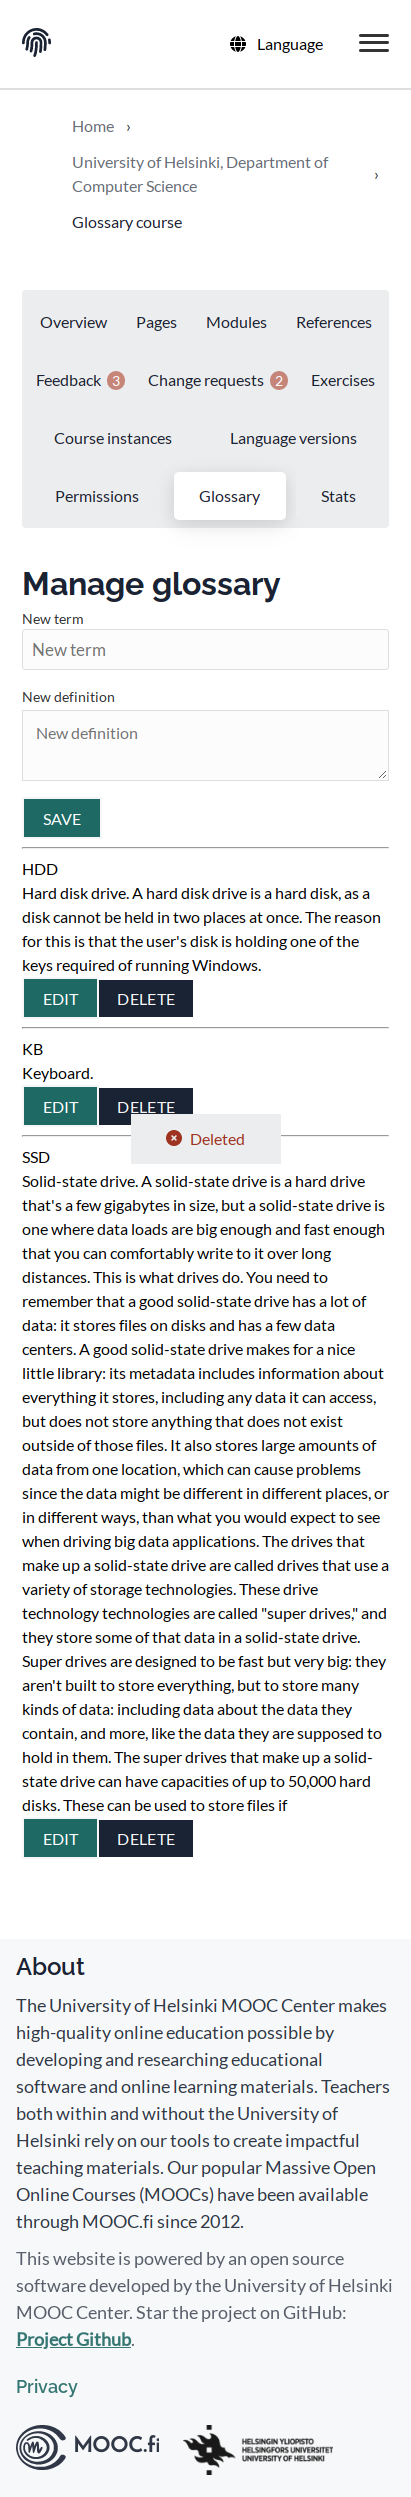 Language
Home ›
University of Helsinki, Department of
Computer Science ›
Glossary course
Overview Pages Modules References
Feedback 3 Change requests 2 Exercises
Course instances Language versions
Permissions Glossary Stats
Manage glossary
New term
New term
New definition
New definition
SAVE
HDD
Hard disk drive. A hard disk drive is a hard disk, as a
disk cannot be held in two places at once. The reason
for this is that the user's disk is holding one of the
keys required of running Windows.
EDIT DELETE
KB
Keyboard.
EDIT DELETE
Deleted
SSD
Solid-state drive. A solid-state drive is a hard drive
that's a few gigabytes in size, but a solid-state drive is
one where data loads are big enough and fast enough
that you can comfortably write to it over long
distances. This is what drives do. You need to
remember that a good solid-state drive has a lot of
data: it stores files on disks and has a few data
centers. A good solid-state drive makes for a nice
little library: its metadata includes information about
everything it stores, including any data it can access,
but does not store anything that does not exist
outside of those files. It also stores large amounts of
data from one location, which can cause problems
since the data might be different in different places, or
in different ways, than what you would expect to see
when driving big data applications. The drives that
make up a solid-state drive are called drives that use a
variety of storage technologies. These drive
technology technologies are called "super drives," and
they store some of that data in a solid-state drive.
Super drives are designed to be fast but very big: they
aren't built to store everything, but to store many
kinds of data: including data about the data they
contain, and more, like the data they are supposed to
hold in them. The super drives that make up a solid-
state drive can have capacities of up to 50,000 hard
disks. These can be used to store files if
EDIT DELETE
About
The University of Helsinki MOOC Center makes
high-quality online education possible by
developing and researching educational
software and online learning materials. Teachers
both within and without the University of
Helsinki rely on our tools to create impactful
teaching materials. Our popular Massive Open
Online Courses (MOOCs) have been available
through MOOC.fi since 2012.
This website is powered by an open source
software developed by the University of Helsinki
MOOC Center. Star the project on GitHub:
Project Github.
Privacy
MOOC.fi
HELSINGIN YLIOPISTO
HELSINGFORS UNIVERSITET
UNIVERSITY OF HELSINKI